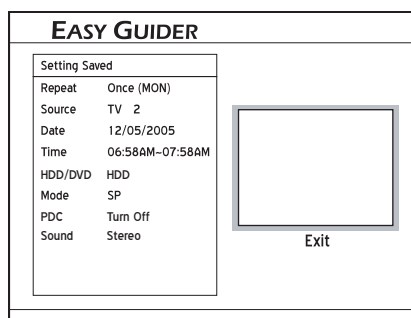 EASY GUIDER
Setting Saved
Repeat Once (MON)
Source TV 2
Date 12/05/2005
Time 06:58AM~07:58AM
HDD/DVD HDD
Mode SP
PDC Turn Off
Sound Stereo
Exit